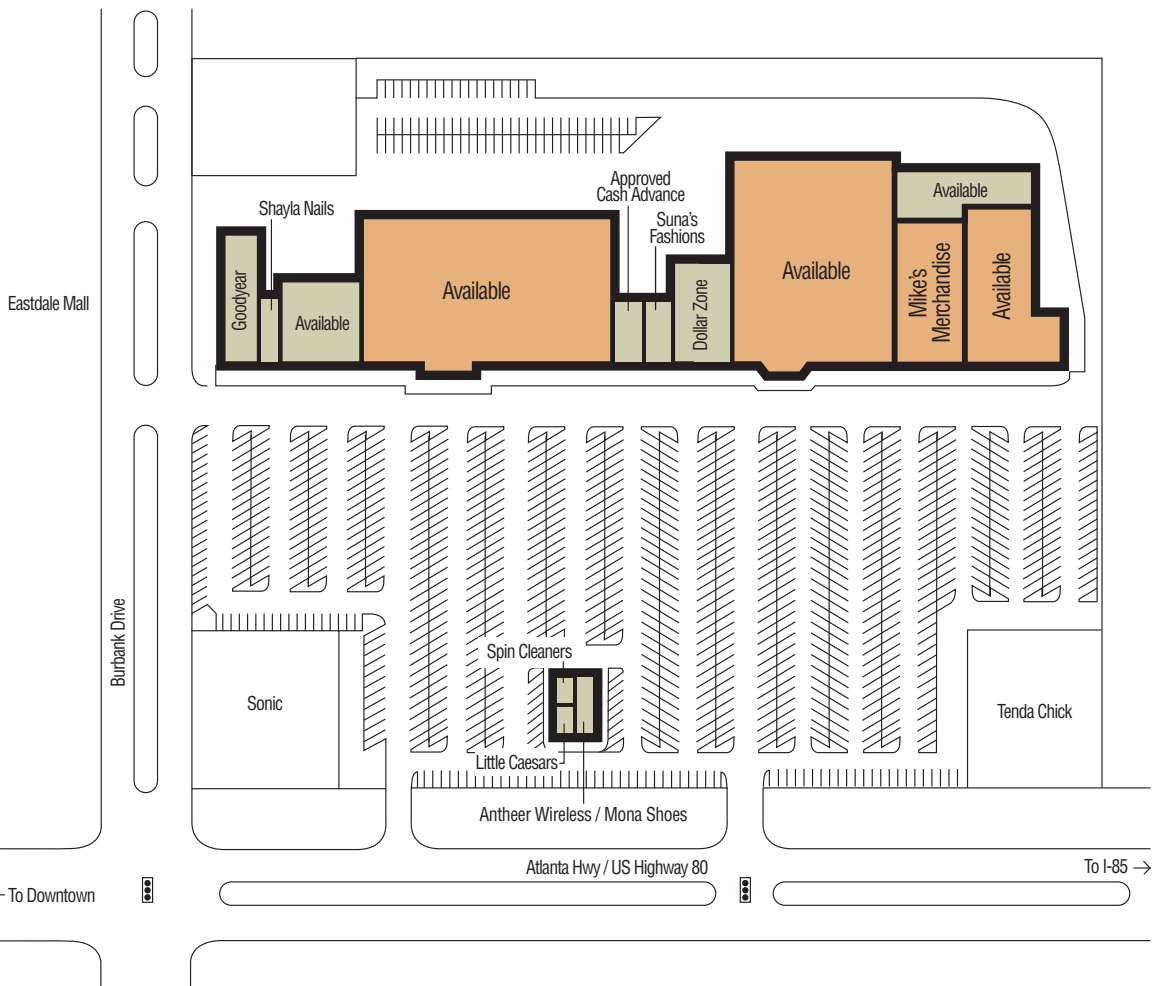 Approved
Cash Advance
Shayla Nails
Suna's
Fashions
Available
Eastdale Mall
Goodyear
Available
Available
Dollar Zone
Available
Mike's
Merchandise
Available
Burbank Drive
Spin Cleaners
Sonic
Tenda Chick
Little Caesars
Antheer Wireless / Mona Shoes
Atlanta Hwy / US Highway 80
To I-85
To Downtown